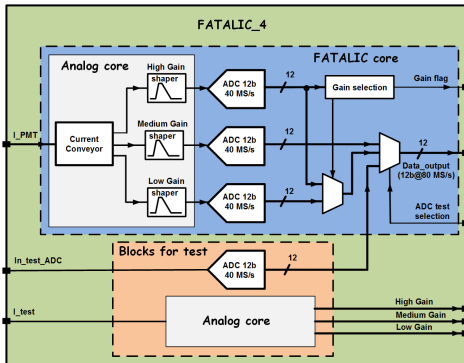 FATALIC_4
FATALIC core
Analog core
High Gain
shaper
ADC 12b
40 MS/s
12
Gain selection
Gain flag
I_PMT
Current
Conveyor
Medium Gain
shaper
ADC 12b
40 MS/s
12
12
Data_output
(12b@80 MS/s)
Low Gain
shaper
ADC 12b
40 MS/s
12
ADC test
selection
Blocks for test
In_test_ADC
ADC 12b
40 MS/s
12
I_test
Analog core
High Gain
Medium Gain
Low Gain